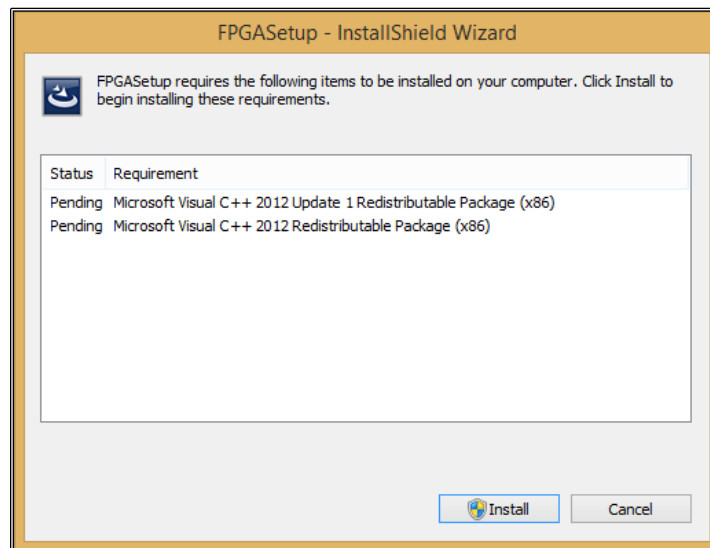 FPGASetup - InstallShield Wizard
FPGASetup requires the following items to be installed on your computer. Click Install to
begin installing these requirements.
Status Requirement
Pending Microsoft Visual C++ 2012 Update 1 Redistributable Package (x86)
Pending Microsoft Visual C++ 2012 Redistributable Package (x86)
Install Cancel